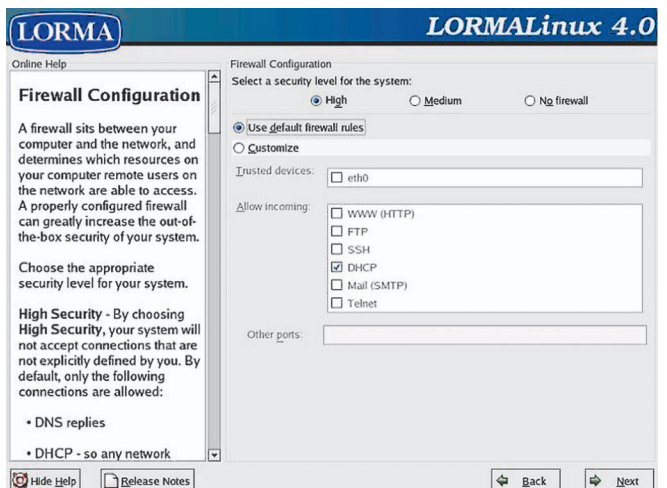 LORMA
LORMALinux 4.0
Online Help
Firewall Configuration
A firewall sits between your
computer and the network, and
determines which resources on
your computer remote users on
the network are able to access.
A properly configured firewall
can greatly increase the out-of-
the-box security of your system.
Choose the appropriate
security level for your system.
High Security - By choosing
High Security, your system will
not accept connections that are
not explicitly defined by you. By
default, only the following
connections are allowed:
• DNS replies
• DHCP - so any network
Firewall Configuration
Select a security level for the system:
High Medium No firewall
Use default firewall rules
Customize
Trusted devices: eth0
Allow incoming: WWW (HTTP)
FTP
SSH
DHCP
Mail (SMTP)
Telnet
Other ports:
Hide Help Release Notes Back Next